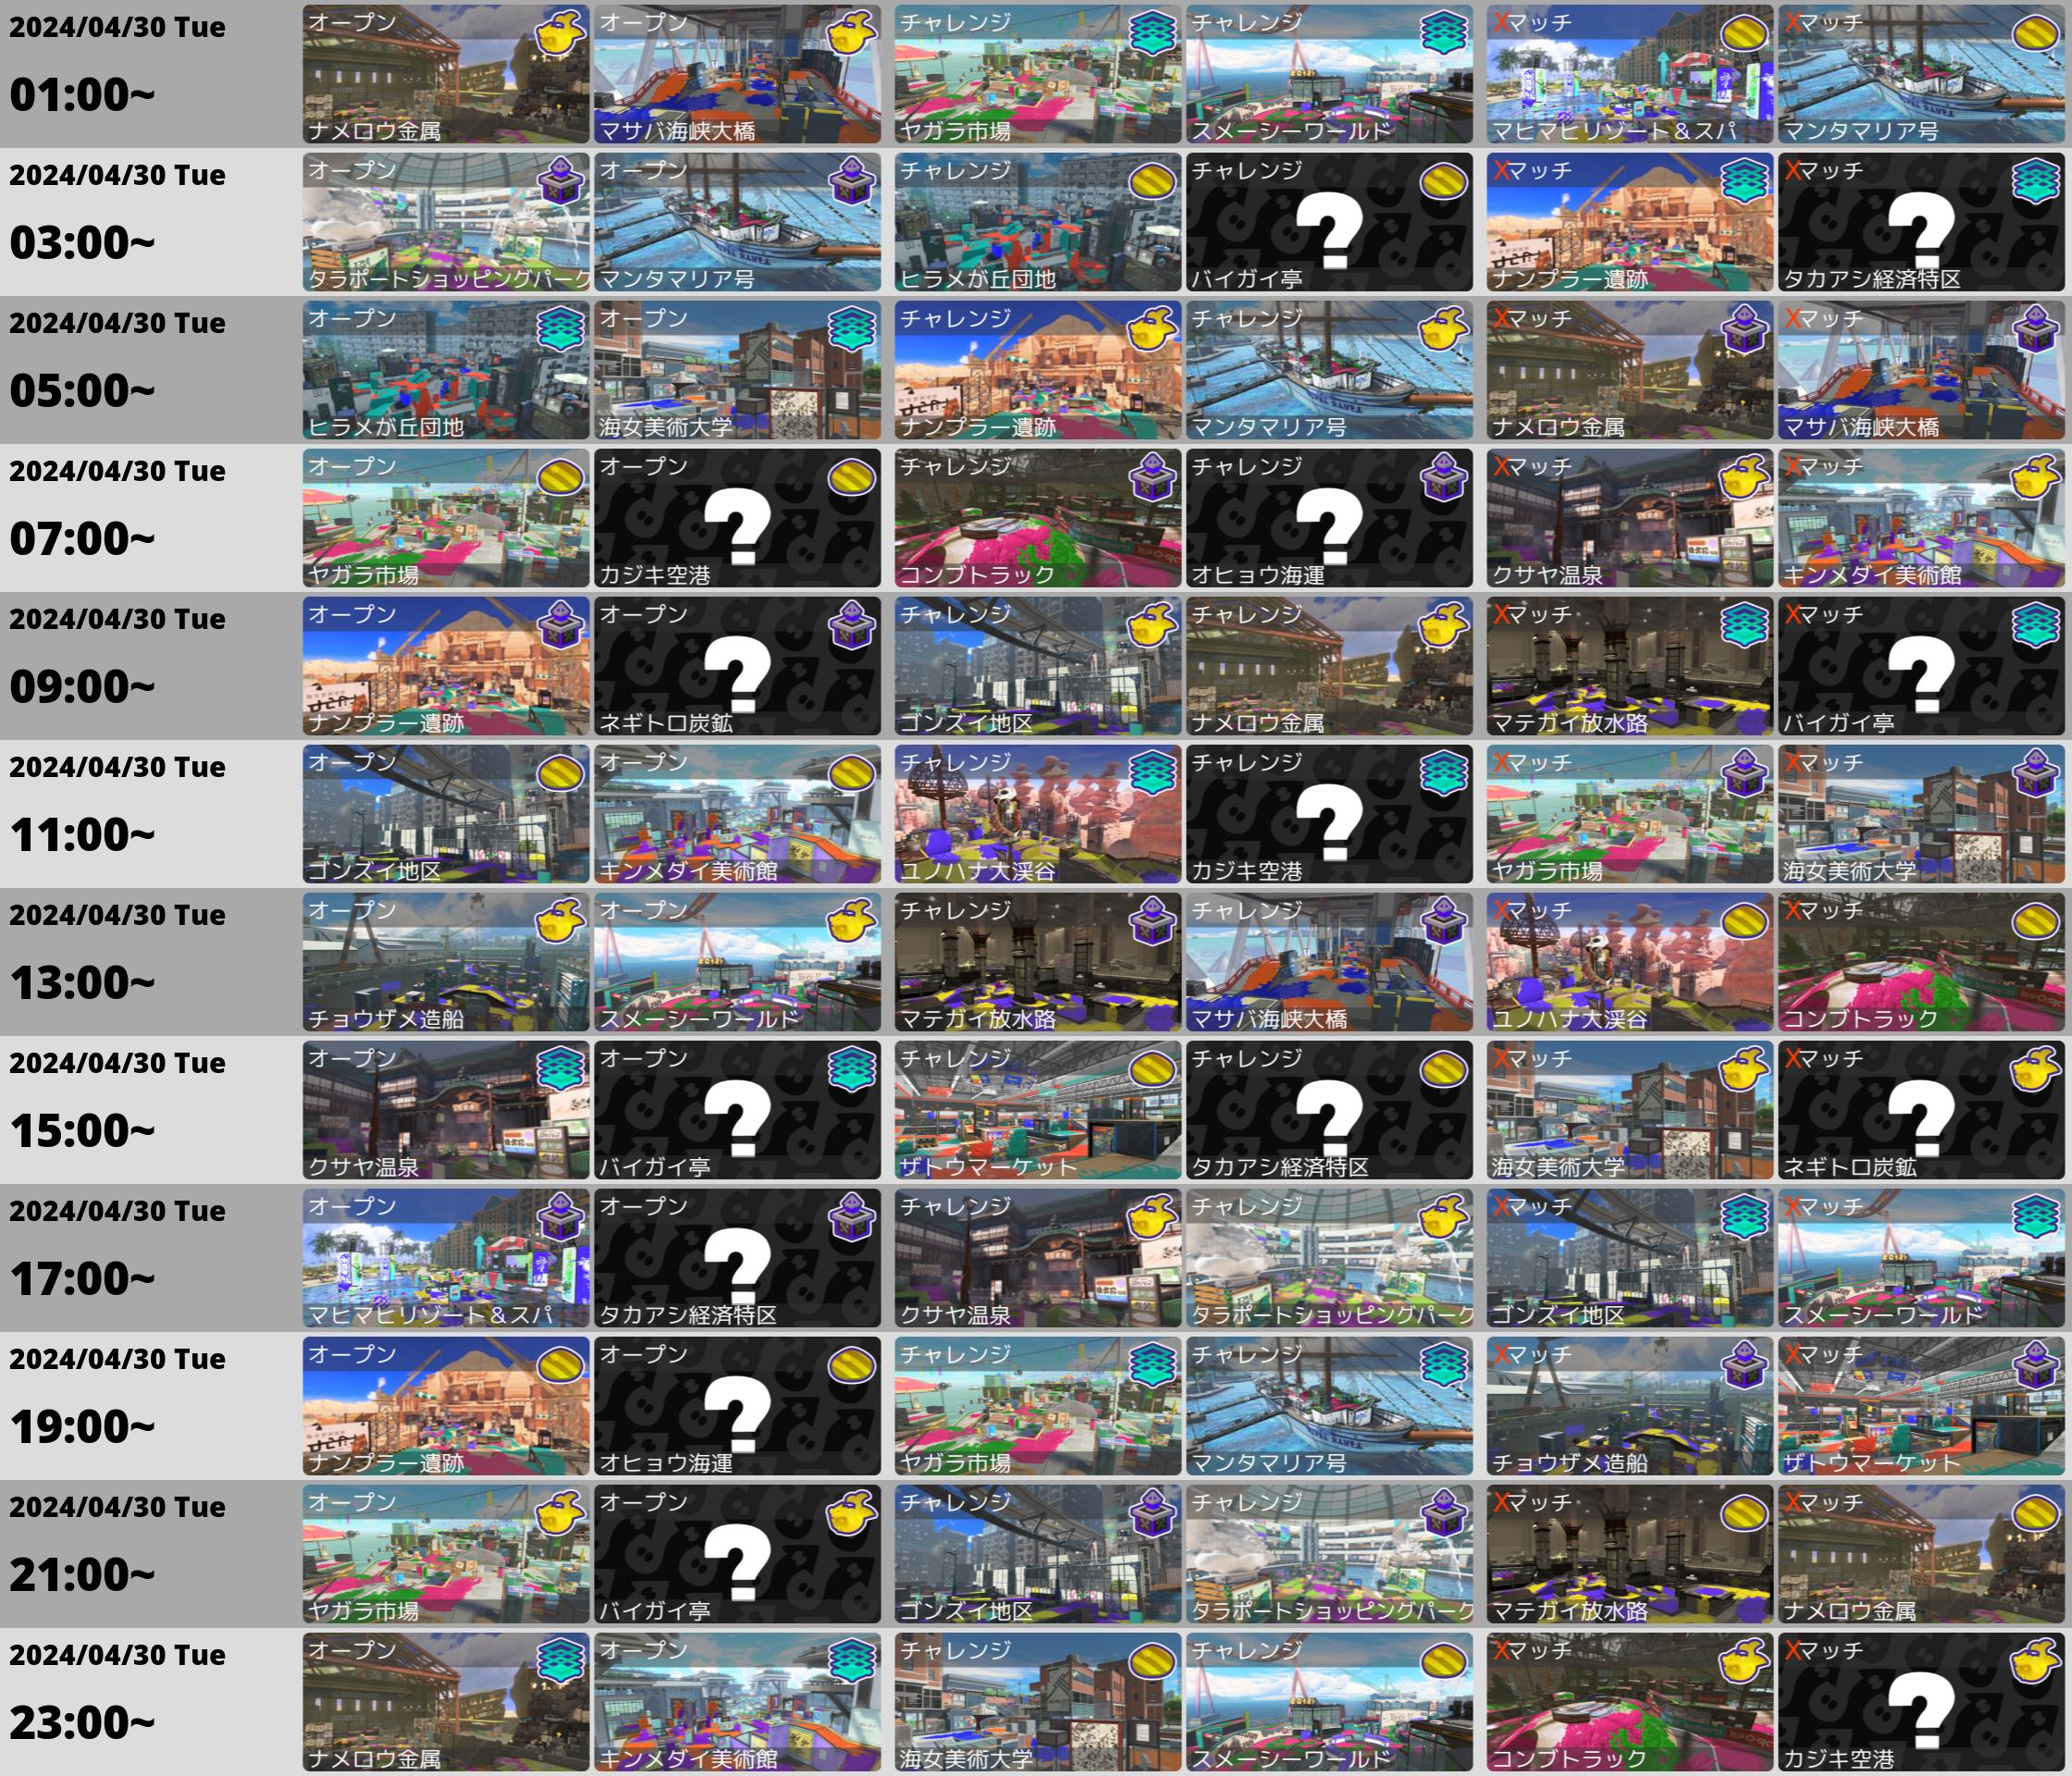 2024/04/30 Tue
01:00~
オープン
ナメロウ金属
オープン
マサバ海峡大橋
チャレンジ
ヤガラ市場
チャレンジ
スメーシーワールド
Xマッチ
マヒマヒリゾート＆スパ
Xマッチ
マンタマリア号
2024/04/30 Tue
03:00~
オープン
タラポートショッピングパーク
オープン
マンタマリア号
チャレンジ
ヒラメが丘団地
チャレンジ
バイガイ亭
Xマッチ
ナンプラー遺跡
Xマッチ
タカアシ経済特区
2024/04/30 Tue
05:00~
オープン
ヒラメが丘団地
オープン
海女美術大学
チャレンジ
ナンプラー遺跡
チャレンジ
マンタマリア号
Xマッチ
ナメロウ金属
Xマッチ
マサバ海峡大橋
2024/04/30 Tue
07:00~
オープン
ヤガラ市場
オープン
カジキ空港
チャレンジ
コンブトラック
チャレンジ
オヒョウ海運
Xマッチ
クサヤ温泉
Xマッチ
キンメダイ美術館
2024/04/30 Tue
09:00~
オープン
ナンプラー遺跡
オープン
ネギトロ炭鉱
チャレンジ
ゴンズイ地区
チャレンジ
ナメロウ金属
Xマッチ
マテガイ放水路
Xマッチ
バイガイ亭
2024/04/30 Tue
11:00~
オープン
ゴンズイ地区
オープン
キンメダイ美術館
チャレンジ
ユノハナ大渓谷
チャレンジ
カジキ空港
Xマッチ
ヤガラ市場
Xマッチ
海女美術大学
2024/04/30 Tue
13:00~
オープン
チョウザメ造船
オープン
スメーシーワールド
チャレンジ
マテガイ放水路
チャレンジ
マサバ海峡大橋
Xマッチ
ユノハナ大渓谷
Xマッチ
コンブトラック
2024/04/30 Tue
15:00~
オープン
クサヤ温泉
オープン
バイガイ亭
チャレンジ
ザトウマーケット
チャレンジ
タカアシ経済特区
Xマッチ
海女美術大学
Xマッチ
ネギトロ炭鉱
2024/04/30 Tue
17:00~
オープン
マヒマヒリゾート＆スパ
オープン
タカアシ経済特区
チャレンジ
クサヤ温泉
チャレンジ
タラポートショッピングパーク
Xマッチ
ゴンズイ地区
Xマッチ
スメーシーワールド
2024/04/30 Tue
19:00~
オープン
ナンプラー遺跡
オープン
オヒョウ海運
チャレンジ
ヤガラ市場
チャレンジ
マンタマリア号
Xマッチ
チョウザメ造船
Xマッチ
ザトウマーケット
2024/04/30 Tue
21:00~
オープン
ヤガラ市場
オープン
バイガイ亭
チャレンジ
ゴンズイ地区
チャレンジ
タラポートショッピングパーク
Xマッチ
マテガイ放水路
Xマッチ
ナメロウ金属
2024/04/30 Tue
23:00~
オープン
ナメロウ金属
オープン
キンメダイ美術館
チャレンジ
海女美術大学
チャレンジ
スメーシーワールド
Xマッチ
コンブトラック
Xマッチ
カジキ空港